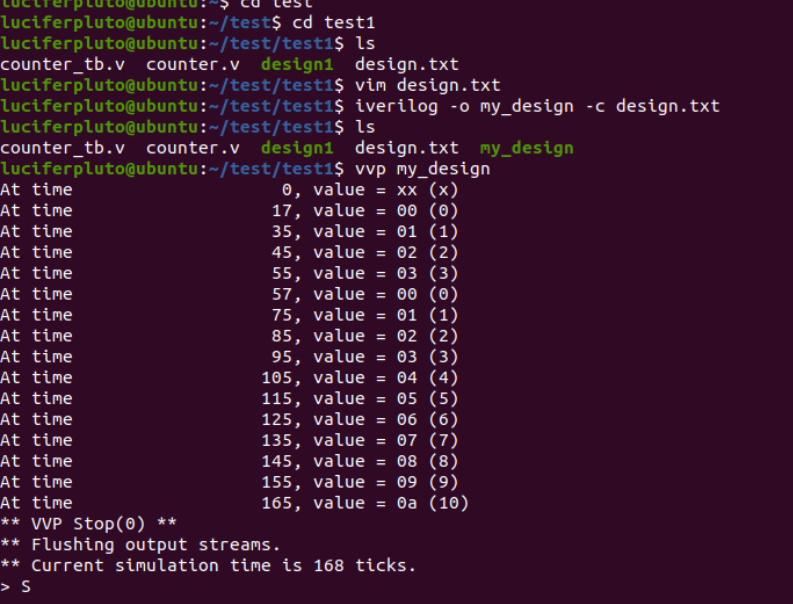 luciferpluto@ubuntu:~$ cd test
luciferpluto@ubuntu:~/test$ cd test1
luciferpluto@ubuntu:~/test/test1$ ls
counter_tb.v  counter.v  design1  design.txt
luciferpluto@ubuntu:~/test/test1$ vim design.txt
luciferpluto@ubuntu:~/test/test1$ iverilog -o my_design -c design.txt
luciferpluto@ubuntu:~/test/test1$ ls
counter_tb.v  counter.v  design1  design.txt  my_design
luciferpluto@ubuntu:~/test/test1$ vvp my_design
At time                    0, value = xx (x)
At time                   17, value = 00 (0)
At time                   35, value = 01 (1)
At time                   45, value = 02 (2)
At time                   55, value = 03 (3)
At time                   57, value = 00 (0)
At time                   75, value = 01 (1)
At time                   85, value = 02 (2)
At time                   95, value = 03 (3)
At time                  105, value = 04 (4)
At time                  115, value = 05 (5)
At time                  125, value = 06 (6)
At time                  135, value = 07 (7)
At time                  145, value = 08 (8)
At time                  155, value = 09 (9)
At time                  165, value = 0a (10)
** VVP Stop(0) **
** Flushing output streams.
** Current simulation time is 168 ticks.
> S